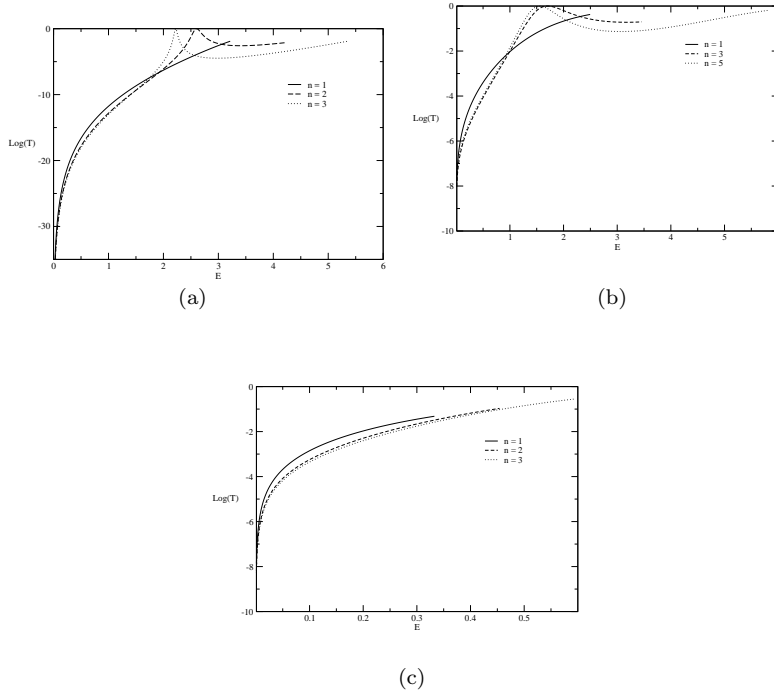 0
-10
Log(T)
-20
-30
0 1 2 3 4 5 6
E
n = 1
n = 2
n = 3
(a)
0
-2
-4
Log(T)
-6
-8
-10
1 2 3 4 5
E
n = 1
n = 3
n = 5
(b)
0
-2
-4
Log(T)
-6
-8
-10
0.1 0.2 0.3 0.4 0.5
E
n = 1
n = 2
n = 3
(c)